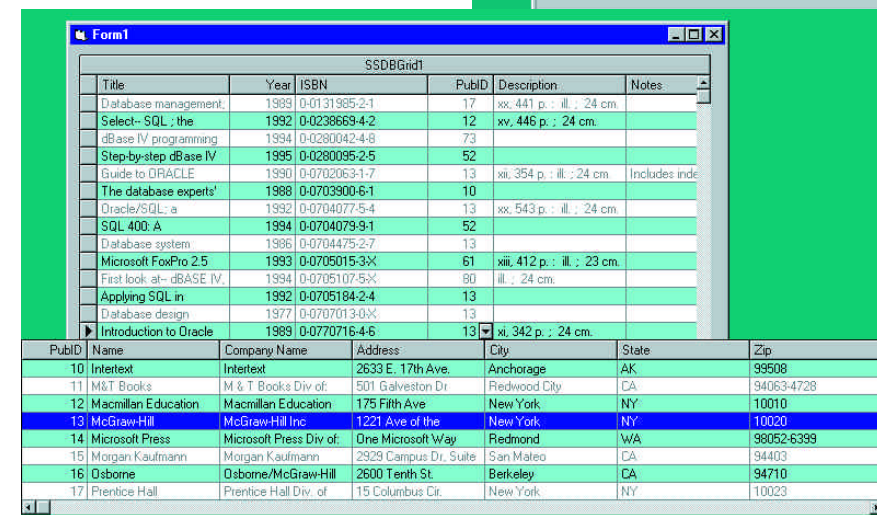 Form1
SSDBGrid1
Title Year ISBN PubID Description Notes
Database management; 1989 0-0131985-2-1 17 xx, 441 p. : ill. ; 24 cm.
Select-- SQL ; the 1992 0-0238669-4-2 12 xv, 446 p. ; 24 cm.
dBase IV programming 1994 0-0280042-4-8 73
Step-by-step dBase IV 1995 0-0280095-2-5 52
Guide to ORACLE 1990 0-0702063-1-7 13 xii, 354 p. : ill. ; 24 cm Includes inde
The database experts' 1988 0-0703900-6-1 10
Oracle/SQL; a 1992 0-0704077-5-4 13 xx, 543 p. : ill. ; 24 cm.
SQL 400: A 1994 0-0704079-9-1 52
Database system 1986 0-0704475-2-7 13
Microsoft FoxPro 2.5 1993 0-0705015-3-X 61 xiii, 412 p. : ill. ; 23 cm.
First look at-- dBASE IV, 1994 0-0705107-5-X 80 ill. ; 24 cm.
Applying SQL in 1992 0-0705184-2-4 13
Database design 1977 0-0707013-0-X 13
Introduction to Oracle 1989 0-0770716-4-6 13 xi, 342 p. ; 24 cm.
PubID Name Company Name Address City State Zip
10 Intertext Intertext 2633 E. 17th Ave. Anchorage AK 99508
11 M&T Books M & T Books Div of: 501 Galveston Dr Redwood City CA 94063-4728
12 Macmillan Education Macmillan Education 175 Fifth Ave New York NY 10010
13 McGraw-Hill McGraw-Hill Inc 1221 Ave of the New York NY 10020
14 Microsoft Press Microsoft Press Div of: One Microsoft Way Redmond WA 98052-6399
15 Morgan Kaufmann Morgan Kaufmann 2929 Campus Dr, Suite San Mateo CA 94403
16 Osborne Osborne/McGraw-Hill 2600 Tenth St. Berkeley CA 94710
17 Prentice Hall Prentice Hall Div. of 15 Columbus Cir. New York NY 10023